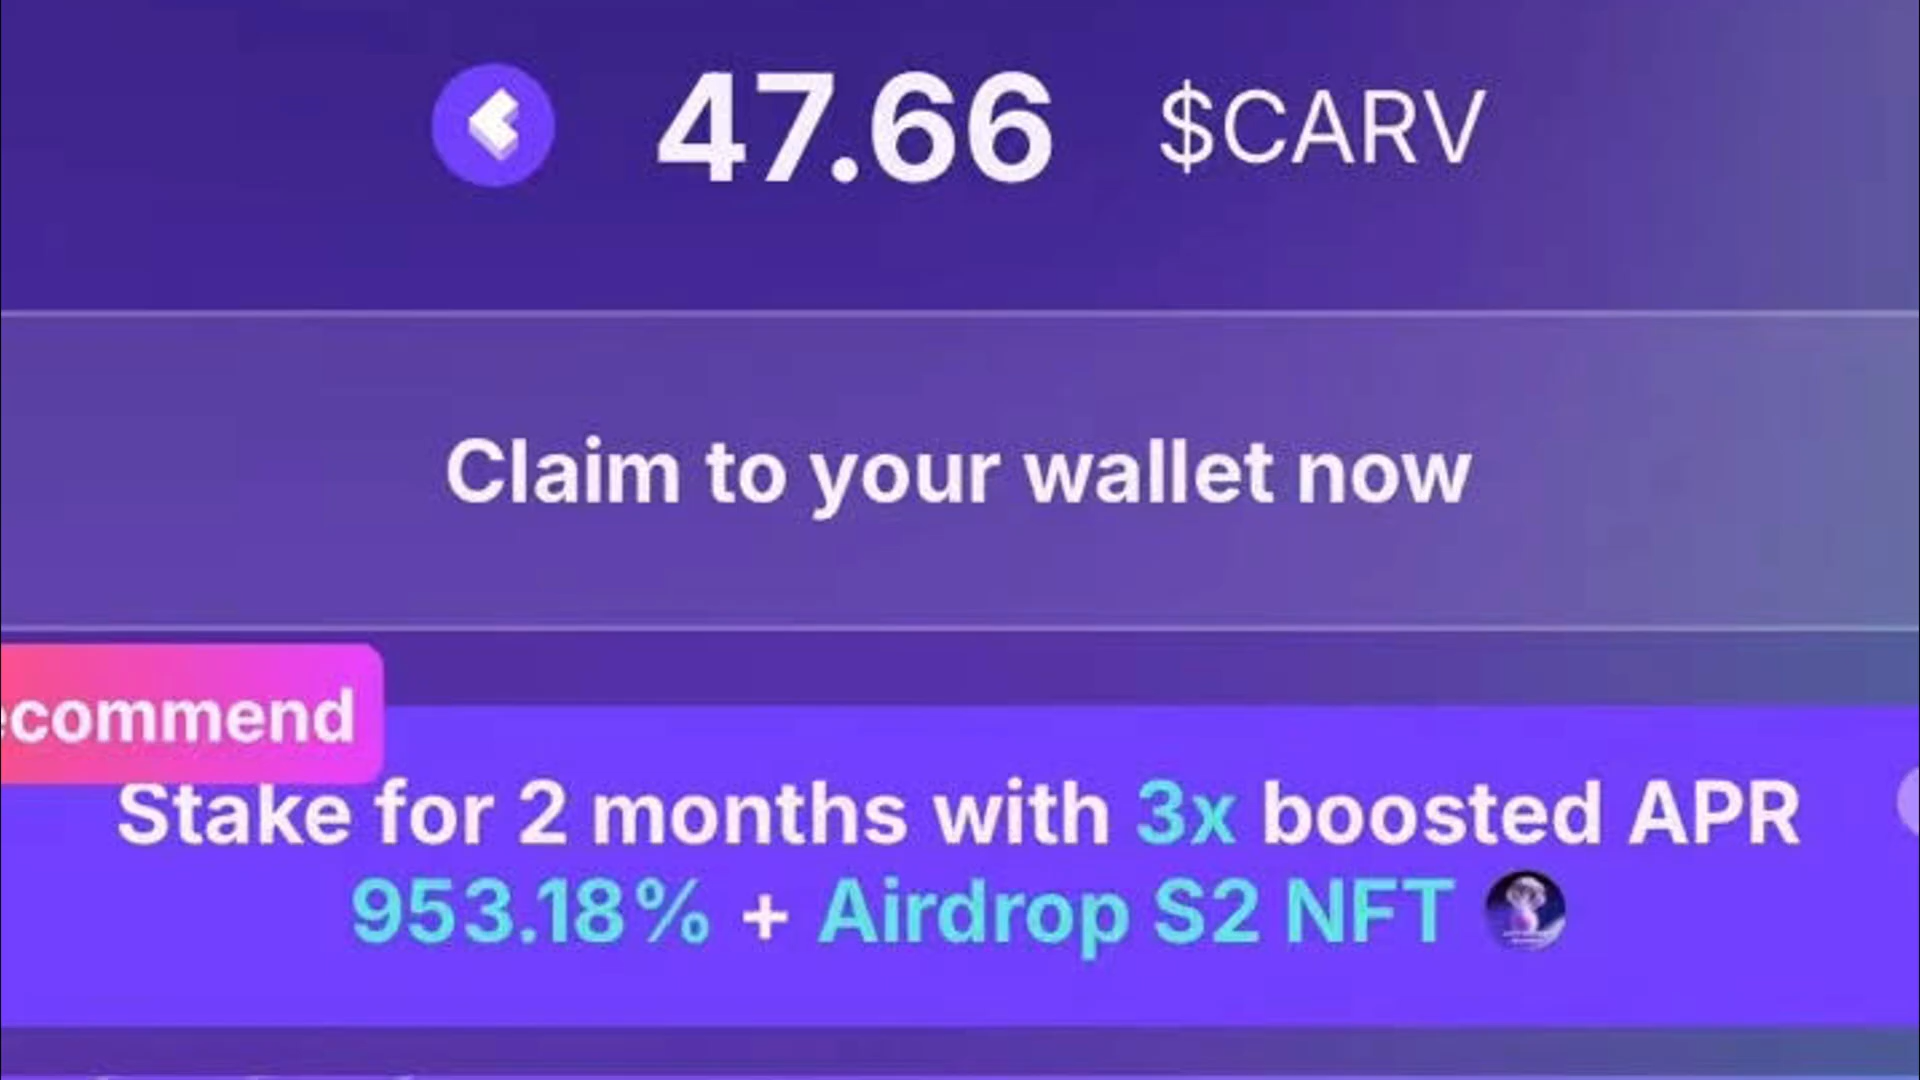 47.66 $CARV
Claim to your wallet now
ecommend
Stake for 2 months with 3x boosted APR
953.18% + Airdrop S2 NFT